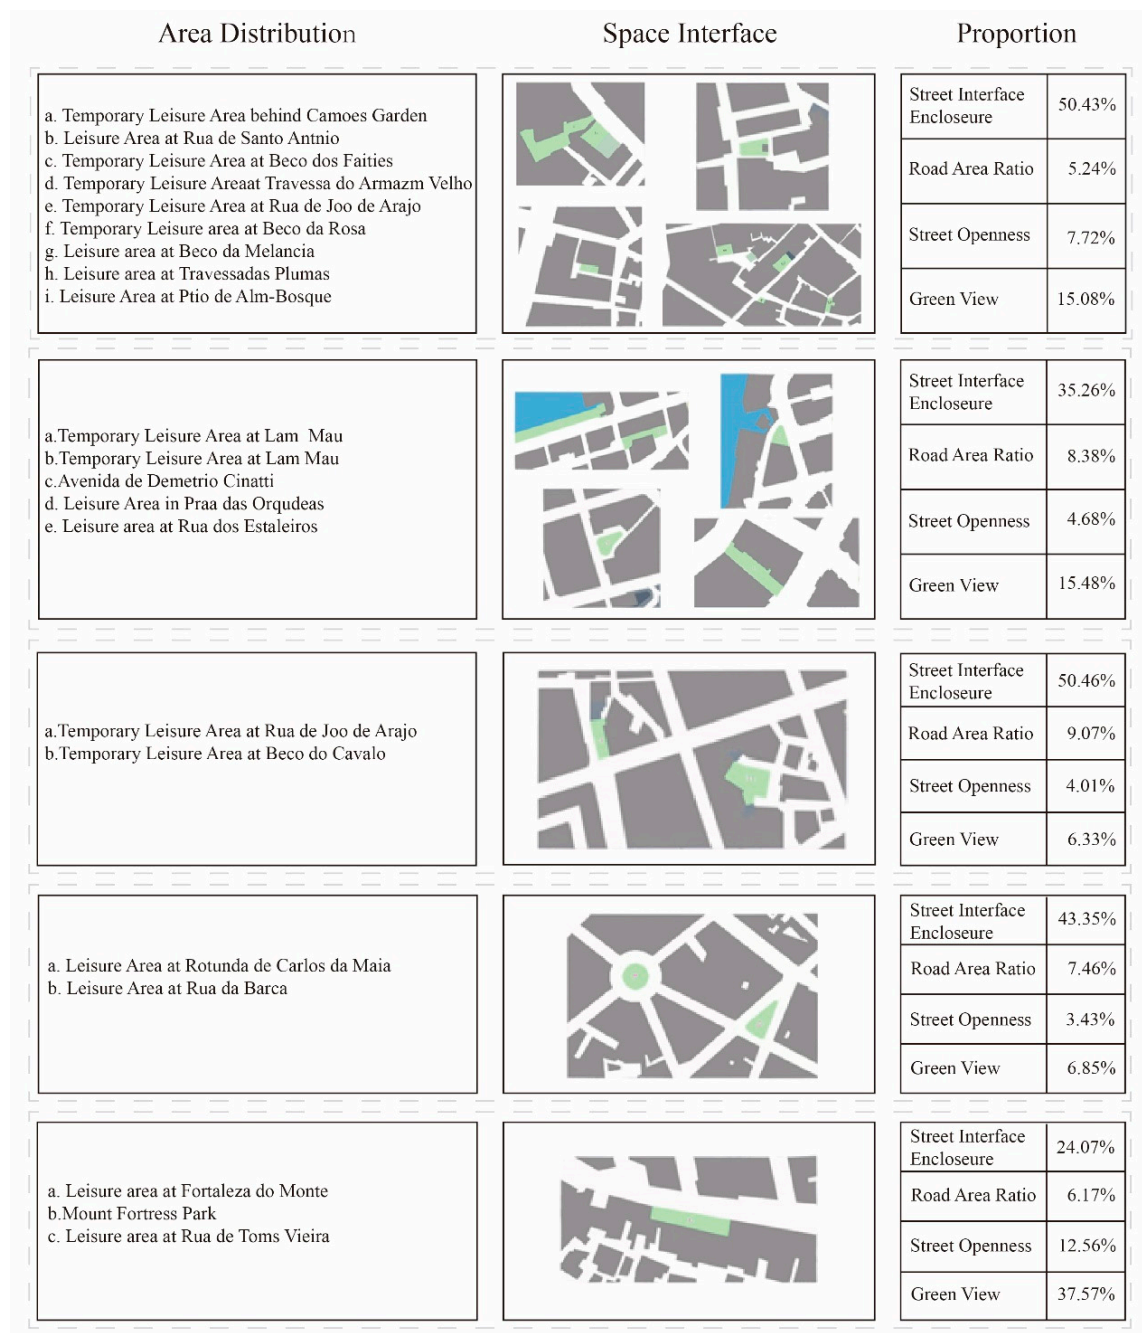 Area Distribution
Space Interface
Proportion
a. Temporary Leisure Area behind Camoes Garden
b. Leisure Area at Rua de Santo Antnio
c. Temporary Leisure Area at Beco dos Faities
d. Temporary Leisure Areaat Travessa do Armazm Velho
e. Temporary Leisure Area at Rua de Joo de Arajo
f. Temporary Leisure area at Beco da Rosa
g. Leisure area at Beco da Melancia
h. Leisure area at Travessadas Plumas
i. Leisure Area at Ptio de Alm-Bosque
Street Interface
Encloseure
50.43%
Road Area Ratio
5.24%
Street Openness
7.72%
Green View
15.08%
a.Temporary Leisure Area at Lam Mau
b.Temporary Leisure Area at Lam Mau
c.Avenida de Demetrio Cinatti
d. Leisure Area in Praa das Orqudeas
e. Leisure area at Rua dos Estaleiros
Street Interface
Encloseure
35.26%
Road Area Ratio
8.38%
Street Openness
4.68%
Green View
15.48%
a.Temporary Leisure Area at Rua de Joo de Arajo
b.Temporary Leisure Area at Beco do Cavalo
Street Interface
Encloseure
50.46%
Road Area Ratio
9.07%
Street Openness
4.01%
Green View
6.33%
a. Leisure Area at Rotunda de Carlos da Maia
b. Leisure Area at Rua da Barca
Street Interface
Encloseure
43.35%
Road Area Ratio
7.46%
Street Openness
3.43%
Green View
6.85%
a. Leisure area at Fortaleza do Monte
b.Mount Fortress Park
c. Leisure area at Rua de Toms Vieira
Street Interface
Encloseure
24.07%
Road Area Ratio
6.17%
Street Openness
12.56%
Green View
37.57%